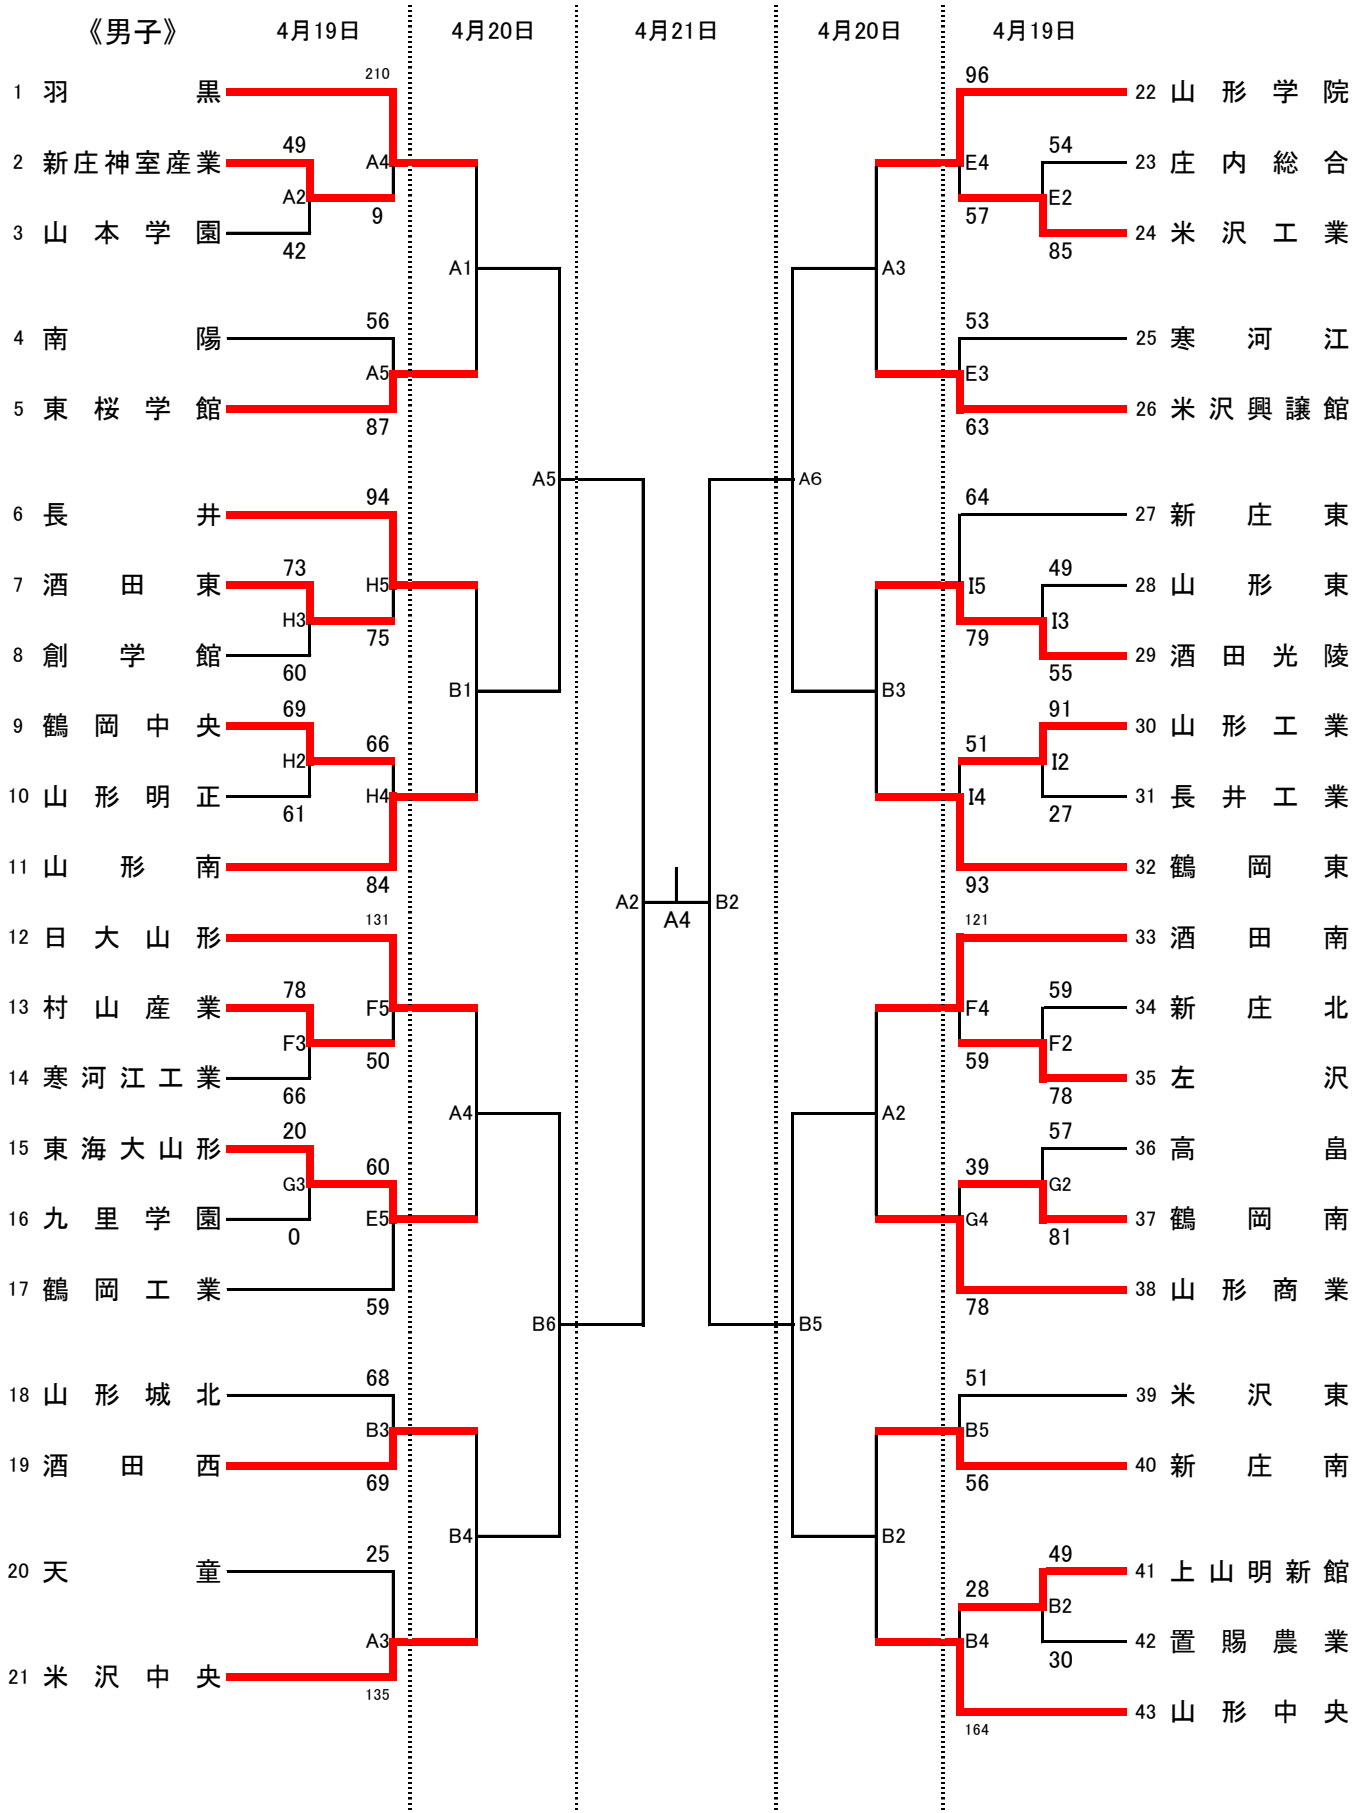 《男子》 4月19日 4月20日 4月21日 4月20日 4月19日
210 96
1 羽黒 22 山形学院
49 54
2 新庄神室産業 A4 E4 23 庄内総合
A2 E2
9 57
3 山本学園 24 米沢工業
42 85
A1 A3
56 53
4 南陽 25 寒河江
A5 E3
5 東桜学館 26 米沢興譲館
87 63
A5 A6
94 64
6 長井 27 新庄東
73 49
7 酒田東 H5 I5 28 山形東
H3 I3
75 79
8 創学館 29 酒田光陵
60 55
B1 B3
69 91
9 鶴岡中央 30 山形工業
66 51
H2 I2
10 山形明正 H4 I4 31 長井工業
61 27
11 山形南 32 鶴岡東
84 93
A2 A4 B2
131 121
12 日大山形 33 酒田南
78 59
13 村山産業 F5 F4 34 新庄北
F3 F2
50 59
14 寒河江工業 35 左沢
66 78
A4 A2
20 57
15 東海大山形 36 高畠
60 39
G3 G2
16 九里学園 E5 G4 37 鶴岡南
0 81
17 鶴岡工業 38 山形商業
59 78
B6 B5
68 51
18 山形城北 39 米沢東
B3 B5
19 酒田西 40 新庄南
69 56
B4 B2
25 49
20 天童 41 上山明新館
28
B2
A3 B4 42 置賜農業
30
21 米沢中央
135
43 山形中央
164